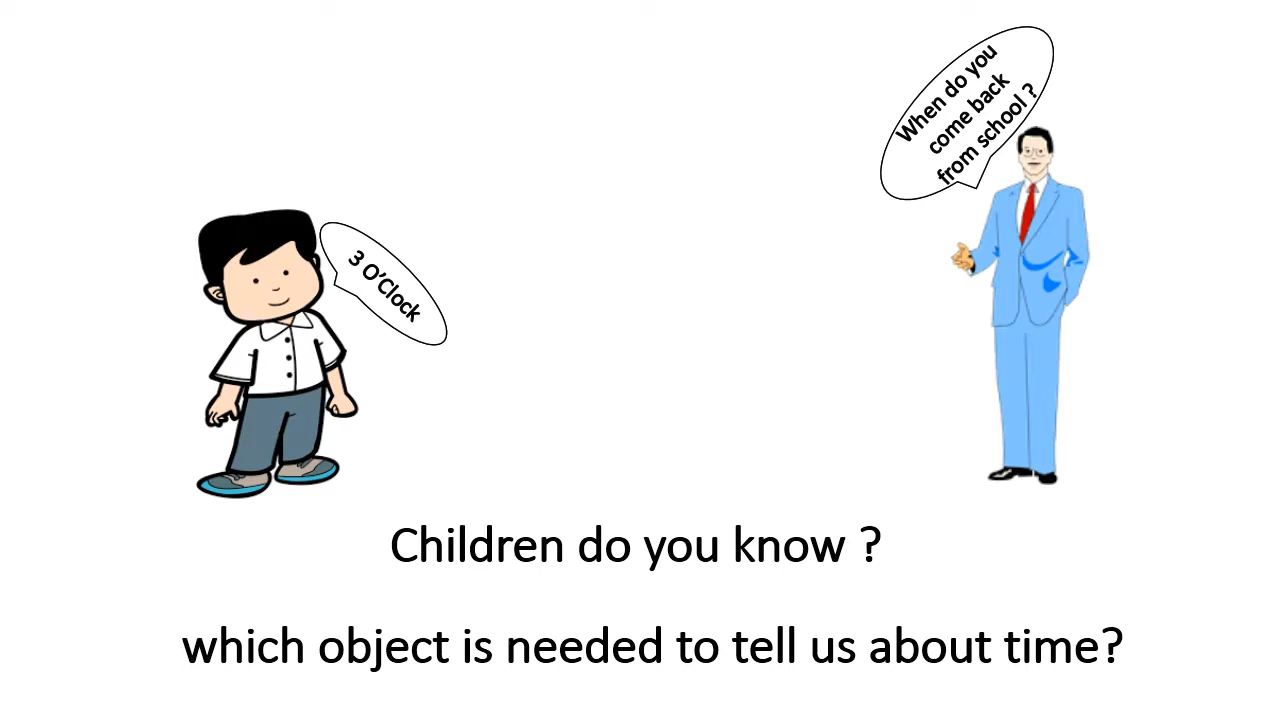 When do you
come back
from school ?
3 O’Clock
Children do you know ?
which object is needed to tell us about time?